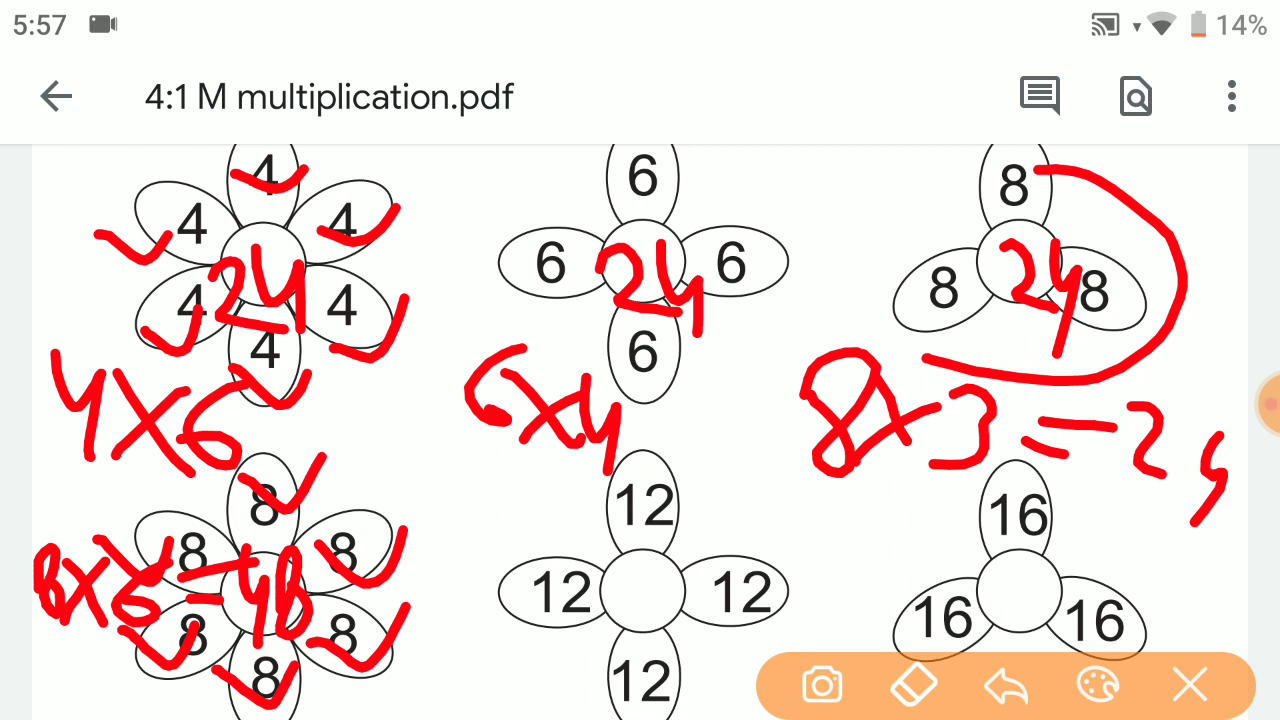 5:57 14%
4:1 M multiplication.pdf
4 6 8
4 4
6 6
4 4 8 8
4 6
24 24 24
4x6 6x4 8x3=24
8 12 16
8 8
12 12
8 8 16 16
8 12
8x6=48